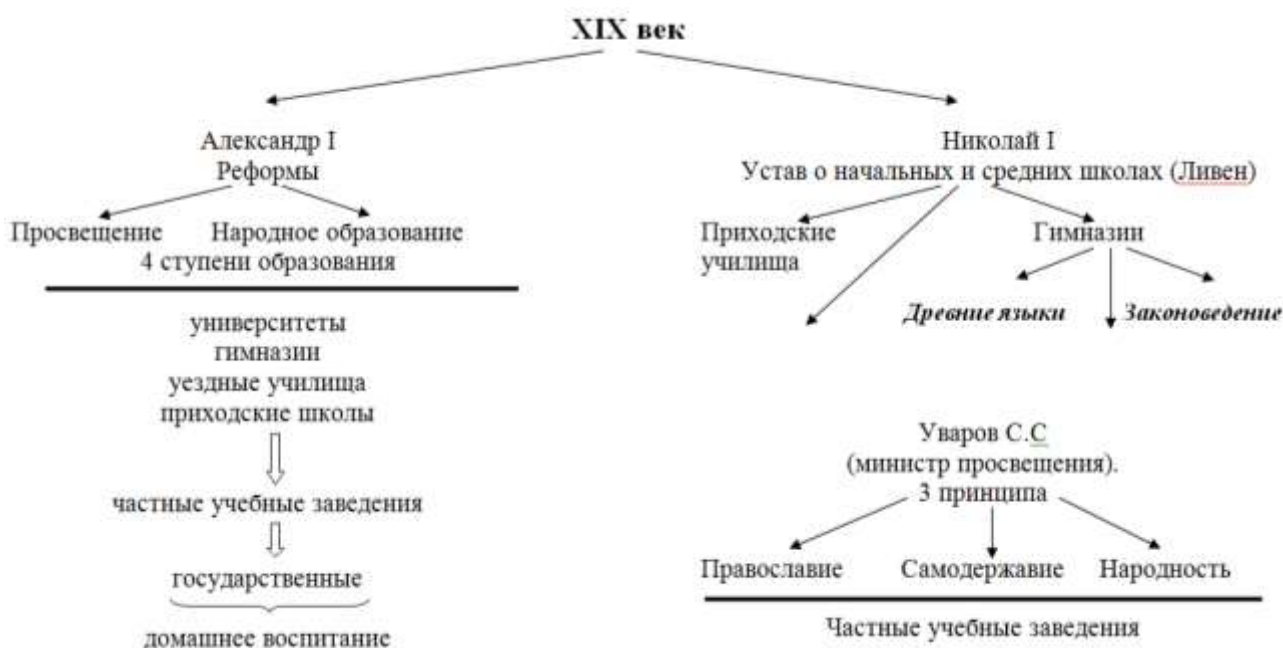 XIX век
Александр I
Реформы
Просвещение
Народное образование
4 ступени образования
университеты
гимназии
уездные училища
приходские школы
частные учебные заведения
государственные
домашнее воспитание
Николай I
Устав о начальных и средних школах (Ливен)
Приходские
училища
Гимназии
Древние языки
Законоведение
Уваров С.С
(министр просвещения).
3 принципа
Православие
Самодержавие
Народность
Частные учебные заведения